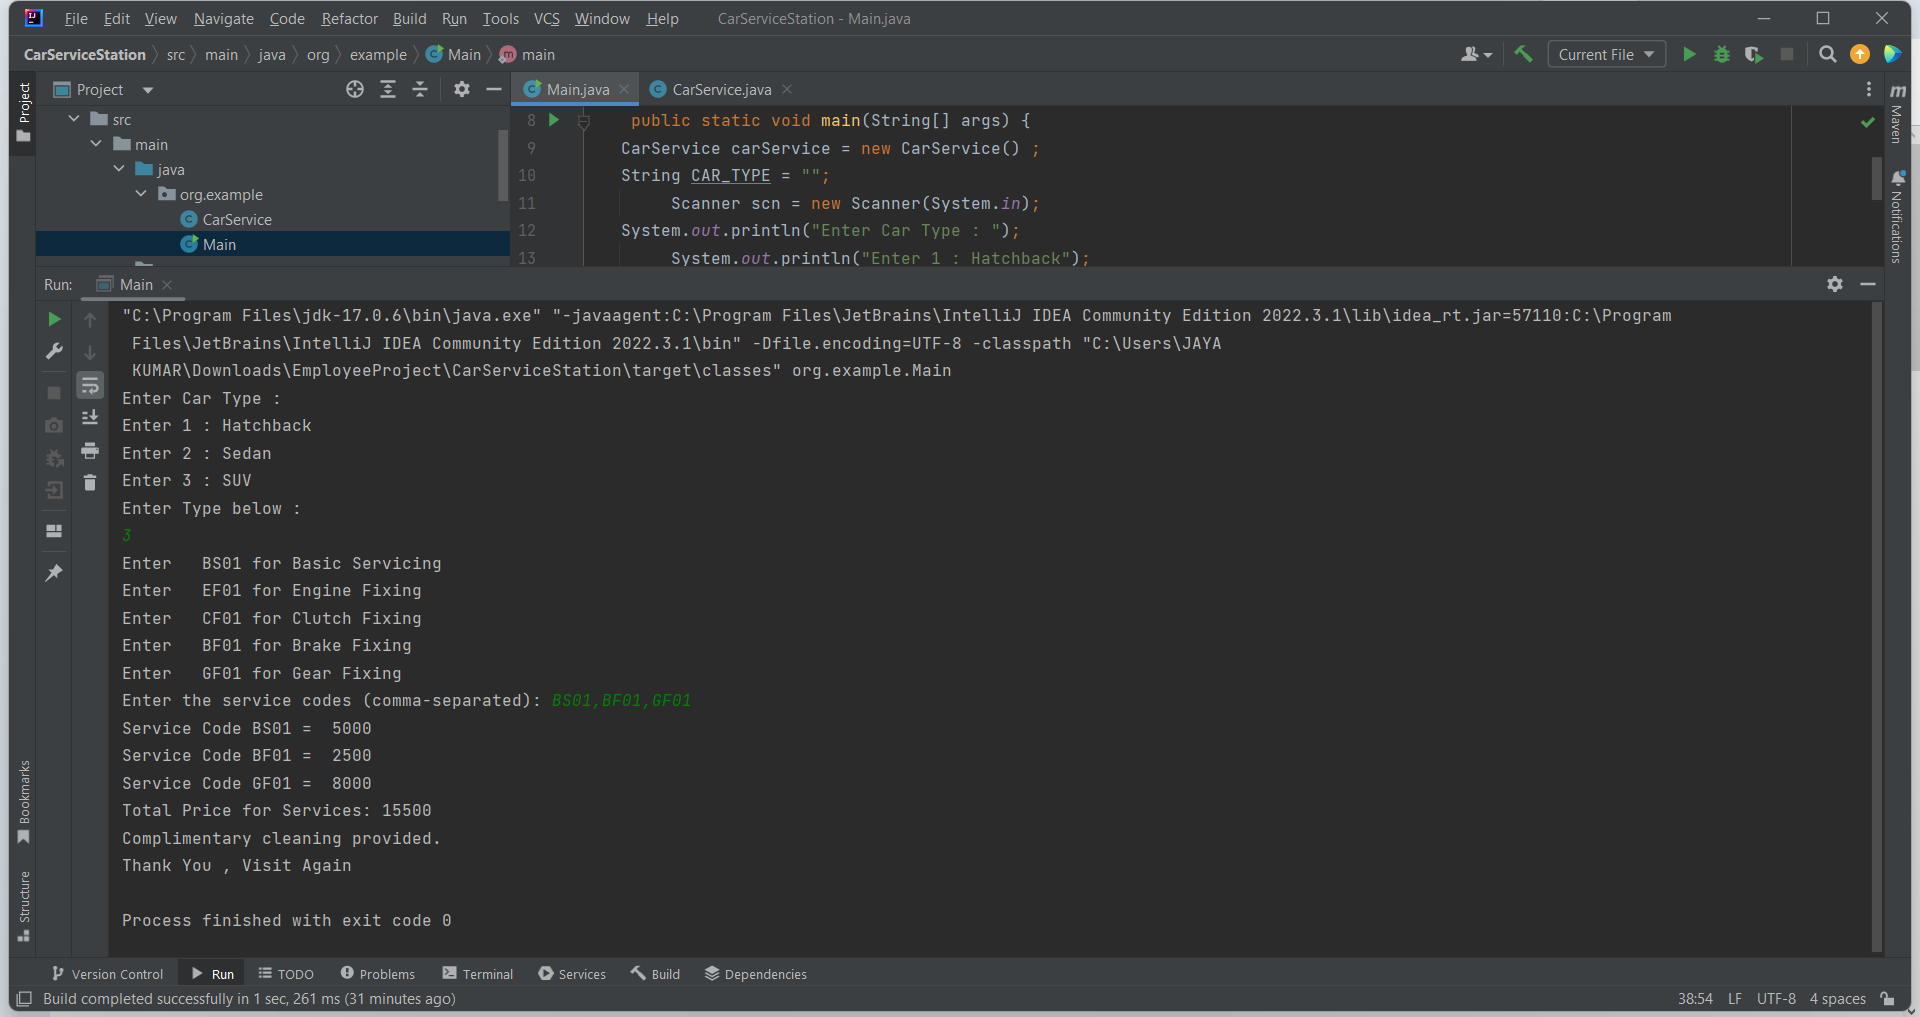 File Edit View Navigate Code Refactor Build Run Tools VCS Window Help CarServiceStation - Main.java
CarServiceStation src main java org example Main main Current File
Project
Project
Main.java CarService.java
src
main
java
org.example
CarService
Main
8 public static void main(String[] args) {
9 CarService carService = new CarService() ;
10 String CAR_TYPE = "";
11 Scanner scn = new Scanner(System.in);
12 System.out.println("Enter Car Type : ");
13 System.out.println("Enter 1 : Hatchback");
Maven
Notifications
Run: Main
"C:\Program Files\jdk-17.0.6\bin\java.exe" "-javaagent:C:\Program Files\JetBrains\IntelliJ IDEA Community Edition 2022.3.1\lib\idea_rt.jar=57110:C:\Program
Files\JetBrains\IntelliJ IDEA Community Edition 2022.3.1\bin" -Dfile.encoding=UTF-8 -classpath "C:\Users\JAYA
KUMAR\Downloads\EmployeeProject\CarServiceStation\target\classes" org.example.Main
Enter Car Type :
Enter 1 : Hatchback
Enter 2 : Sedan
Enter 3 : SUV
Enter Type below :
3
Enter   BS01 for Basic Servicing
Enter   EF01 for Engine Fixing
Enter   CF01 for Clutch Fixing
Enter   BF01 for Brake Fixing
Enter   GF01 for Gear Fixing
Enter the service codes (comma-separated): BS01,BF01,GF01
Service Code BS01 =  5000
Service Code BF01 =  2500
Service Code GF01 =  8000
Total Price for Services: 15500
Complimentary cleaning provided.
Thank You , Visit Again
Process finished with exit code 0
Bookmarks
Structure
Version Control Run TODO Problems Terminal Services Build Dependencies
Build completed successfully in 1 sec, 261 ms (31 minutes ago) 38:54 LF UTF-8 4 spaces